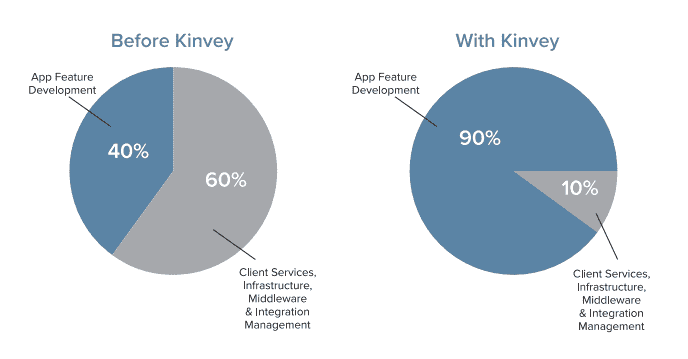 Before Kinvey
App Feature
Development
40%
60%
Client Services,
Infrastructure,
Middleware
& Integration
Management
With Kinvey
App Feature
Development
90%
10%
Client Services,
Infrastructure,
Middleware
& Integration
Management